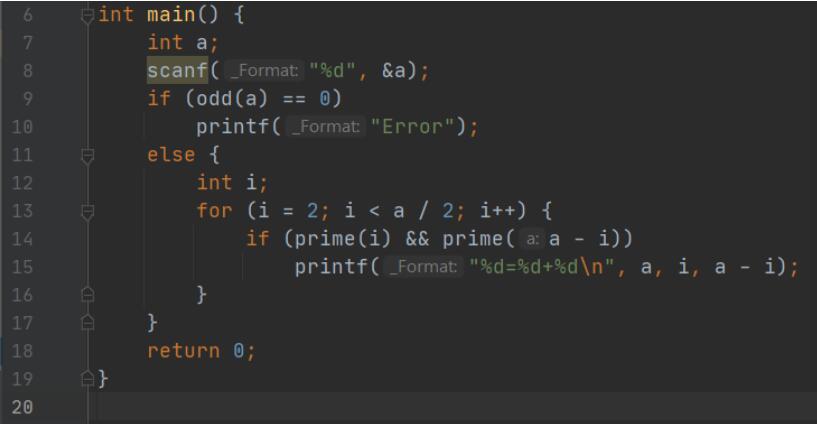 6 int main() {
7     int a;
8     scanf( _Format: "%d", &a);
9     if (odd(a) == 0)
10         printf( _Format: "Error");
11     else {
12         int i;
13         for (i = 2; i < a / 2; i++) {
14             if (prime(i) && prime( a: a - i))
15                 printf( _Format: "%d=%d+%d\n", a, i, a - i);
16         }
17     }
18     return 0;
19 }
20